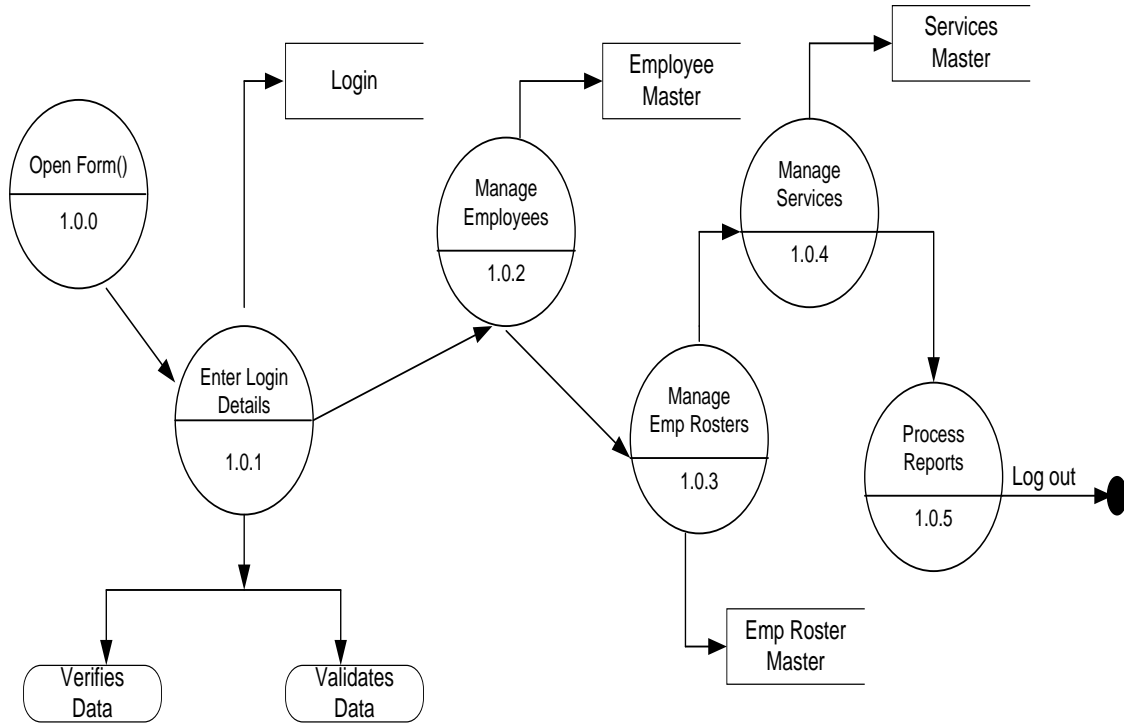 Open Form()
1.0.0
Login
Enter Login
Details
1.0.1
Verifies
Data
Validates
Data
Employee
Master
Manage
Employees
1.0.2
Manage
Emp Rosters
1.0.3
Emp Roster
Master
Services
Master
Manage
Services
1.0.4
Process
Reports
1.0.5
Log out